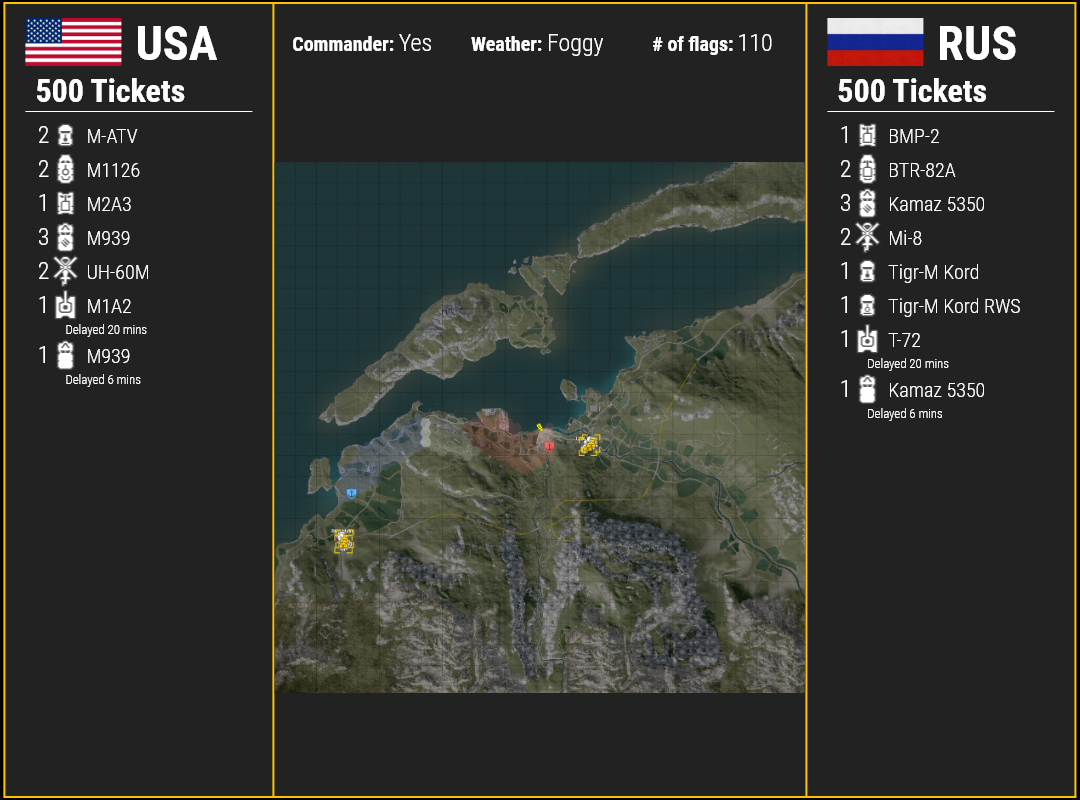 USA
500 Tickets
2 M-ATV
2 M1126
1 M2A3
3 M939
2 UH-60M
1 M1A2
Delayed 20 mins
1 M939
Delayed 6 mins
Commander: Yes Weather: Foggy # of flags: 110
RUS
500 Tickets
1 BMP-2
2 BTR-82A
3 Kamaz 5350
2 Mi-8
1 Tigr-M Kord
1 Tigr-M Kord RWS
1 T-72
Delayed 20 mins
1 Kamaz 5350
Delayed 6 mins